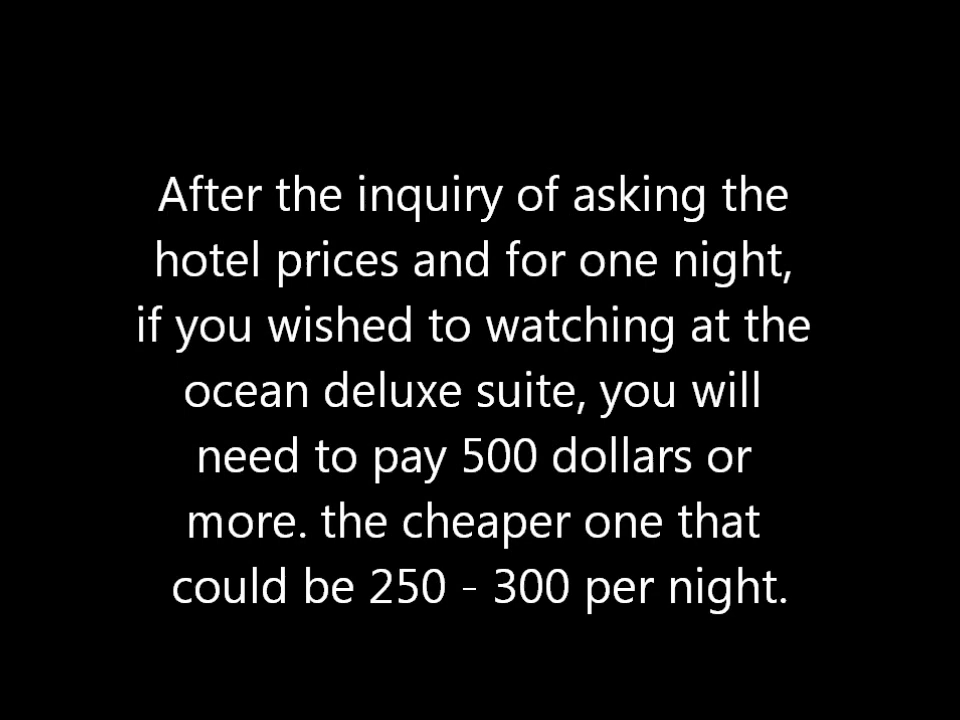 After the inquiry of asking the
hotel prices and for one night,
if you wished to watching at the
ocean deluxe suite, you will
need to pay 500 dollars or
more. the cheaper one that
could be 250 - 300 per night.